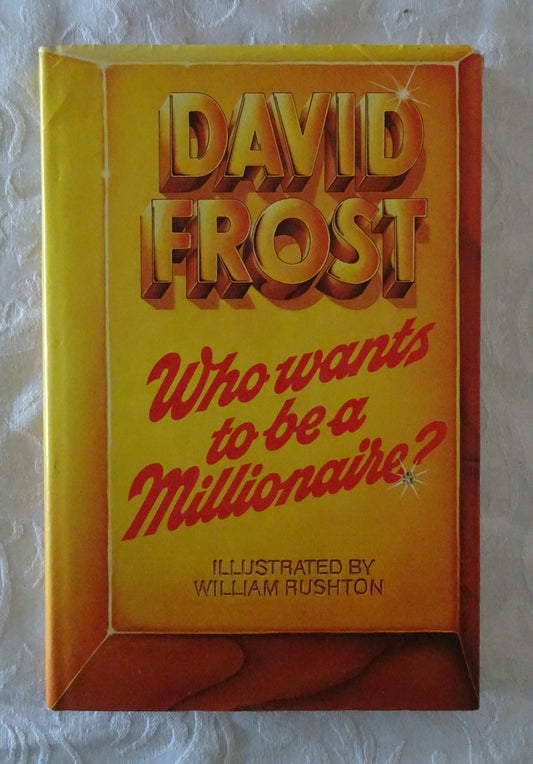 DAVID
FROST
Who wants
to be a
Millionaire?
ILLUSTRATED BY
WILLIAM RUSHTON